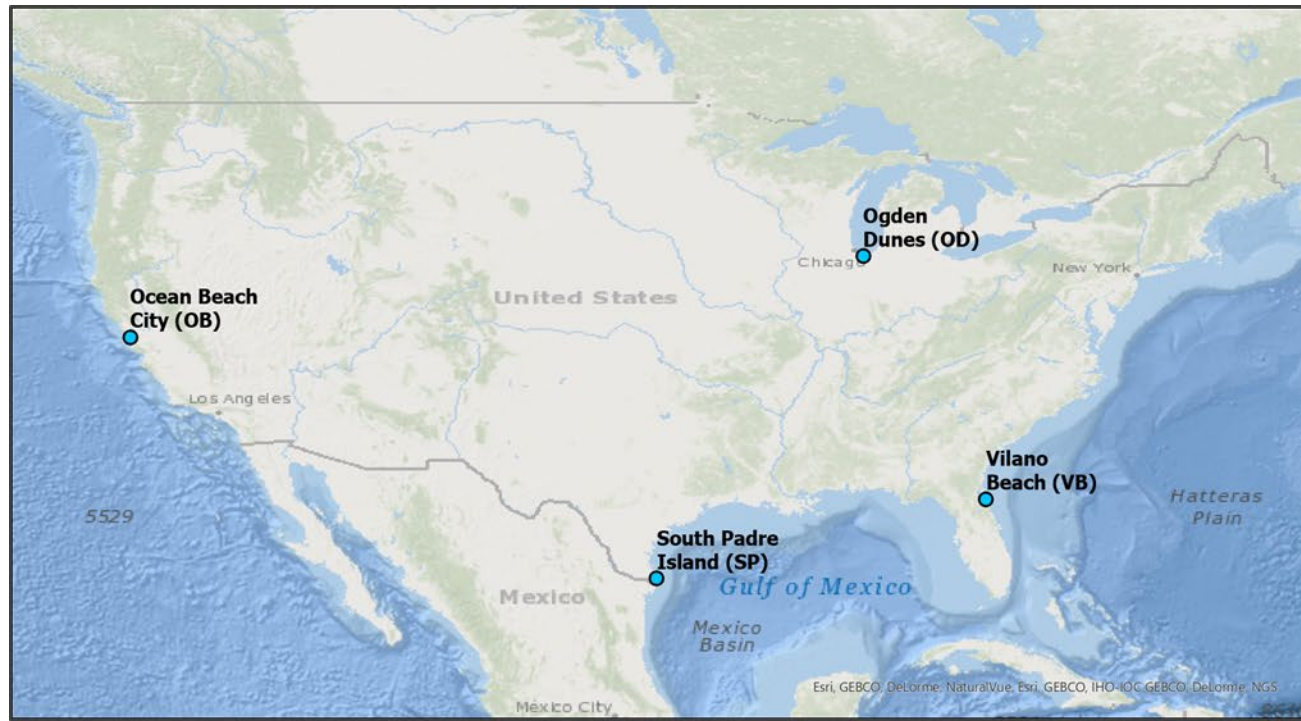 Ogden
Dunes (OD)
Chicago
New York
United States
Ocean Beach
City (OB)
Los Angeles
Vilano
Beach (VB)
Hatteras
Plain
5529
South Padre
Island (SP)
Gulf of Mexico
Mexico
Mexico
Basin
Esri, GEBCO, DeLorme, NaturalVue, Esri, GEBCO, IHO-IOC GEBCO, DeLorme, NGS
México City